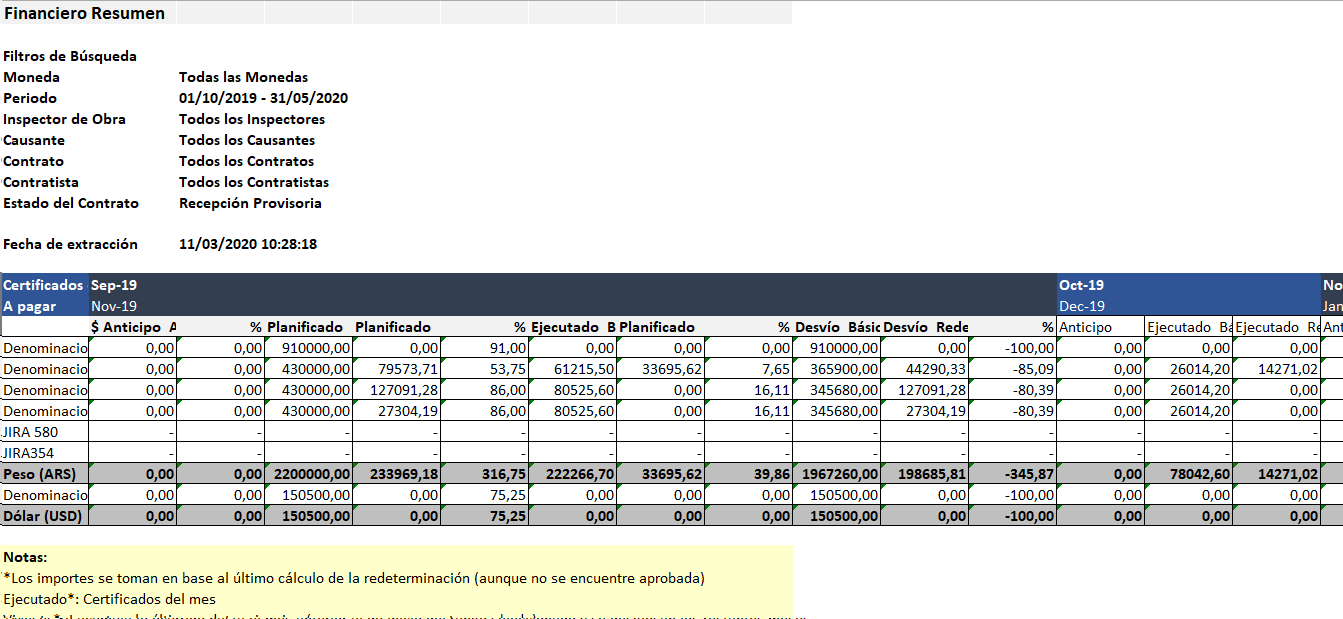 Financiero Resumen
Filtros de Búsqueda
Moneda Todas las Monedas
Periodo 01/10/2019 - 31/05/2020
Inspector de Obra Todos los Inspectores
Causante Todos los Causantes
Contrato Todos los Contratos
Contratista Todos los Contratistas
Estado del Contrato Recepción Provisoria
Fecha de extracción 11/03/2020 10:28:18
Certificados Sep-19 Oct-19 No
A pagar Nov-19 Dec-19 Jan
$ Anticipo A % Planificado Planificado % Ejecutado B Planificado % Desvío Básic Desvío Rede % Anticipo Ejecutado Ba Ejecutado Re Ant
Denominacio 0,00 0,00 910000,00 0,00 91,00 0,00 0,00 0,00 910000,00 0,00 -100,00 0,00 0,00 0,00
Denominacio 0,00 0,00 430000,00 79573,71 53,75 61215,50 33695,62 7,65 365900,00 44290,33 -85,09 0,00 26014,20 14271,02
Denominacio 0,00 0,00 430000,00 127091,28 86,00 80525,60 0,00 16,11 345680,00 127091,28 -80,39 0,00 26014,20 0,00
Denominacio 0,00 0,00 430000,00 27304,19 86,00 80525,60 0,00 16,11 345680,00 27304,19 -80,39 0,00 26014,20 0,00
JIRA 580 - - - - - - - - - - - - - -
JIRA354 - - - - - - - - - - - - - -
Peso (ARS) 0,00 0,00 2200000,00 233969,18 316,75 222266,70 33695,62 39,86 1967260,00 198685,81 -345,87 0,00 78042,60 14271,02
Denominacio 0,00 0,00 150500,00 0,00 75,25 0,00 0,00 0,00 150500,00 0,00 -100,00 0,00 0,00 0,00
Dólar (USD) 0,00 0,00 150500,00 0,00 75,25 0,00 0,00 0,00 150500,00 0,00 -100,00 0,00 0,00 0,00
Notas:
*Los importes se toman en base al último cálculo de la redeterminación (aunque no se encuentre aprobada)
Ejecutado*: Certificados del mes